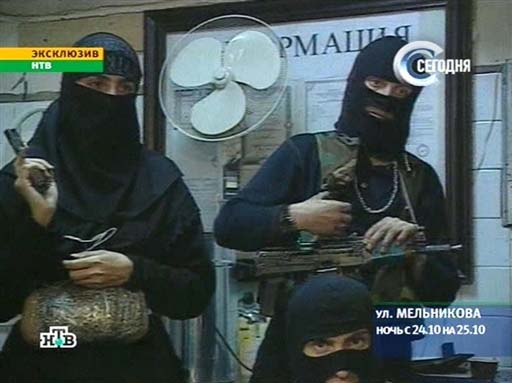 ЭКСКЛЮЗИВ
НТВ
РМАЦИЯ
СЕГОДНЯ
УЛ. МЕЛЬНИКОВА
НОЧЬ С 24.10 НА 25.10
НТВ